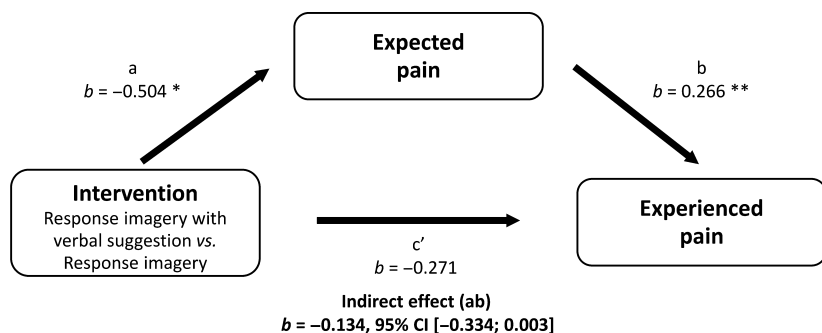 Expected
pain
a
b = −0.504 *
b
b = 0.266 **
Intervention
Response imagery with
verbal suggestion vs.
Response imagery
Experienced
pain
c’
b = −0.271
Indirect effect (ab)
b = −0.134, 95% CI [−0.334; 0.003]